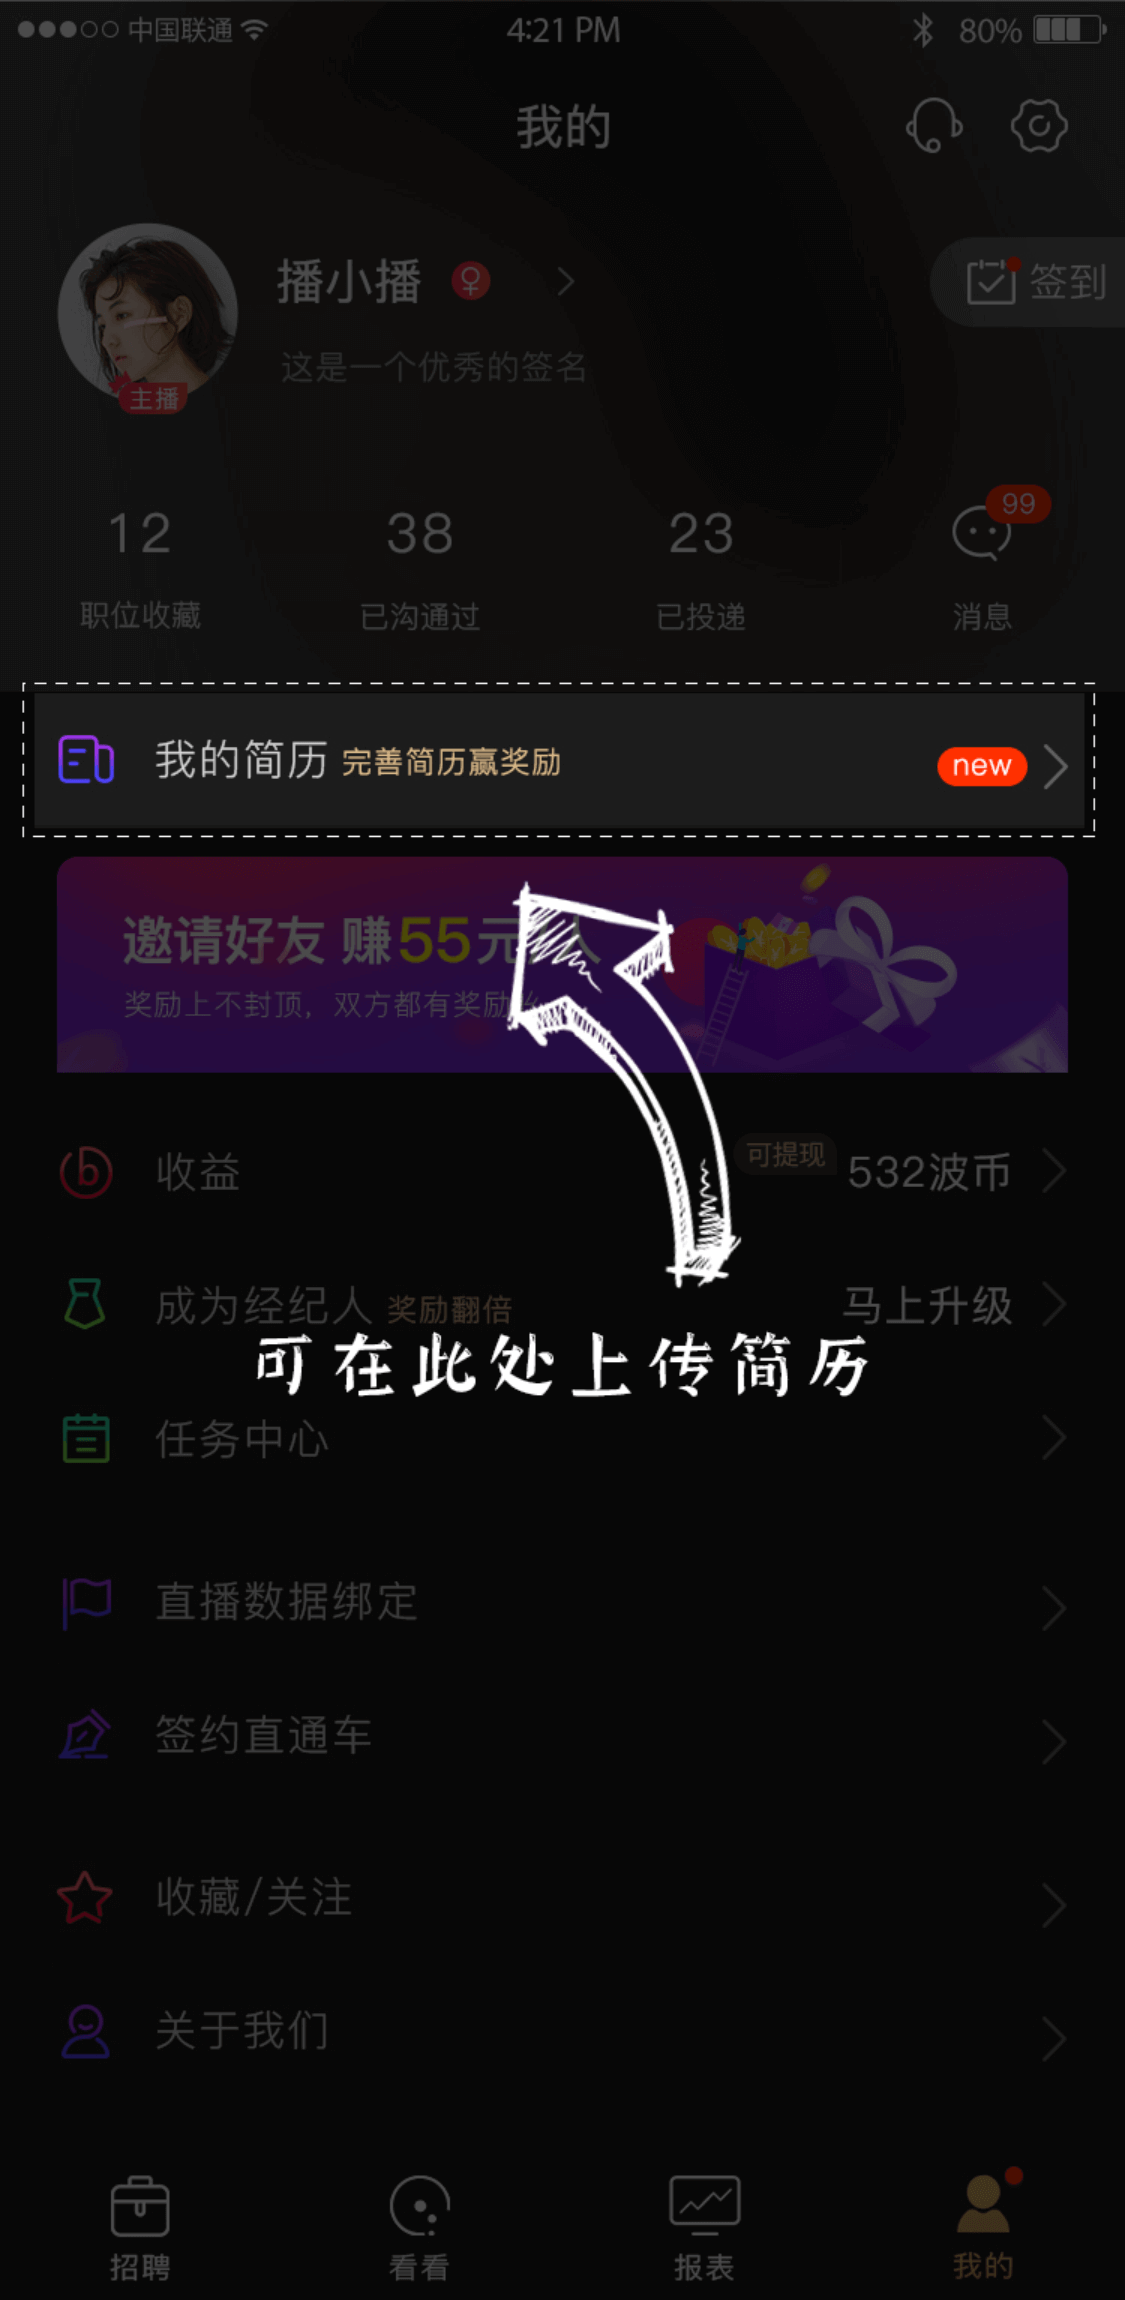 中国联通 4:21 PM 80%
我的
播小播
签到
这是一个优秀的签名
主播
12 38 23 99
职位收藏 已沟通过 已投递 消息
我的简历 完善简历赢奖励 new
邀请好友 赚55元/人
奖励上不封顶，双方都有奖励
可提现
收益 532波币
成为经纪人 奖励翻倍 马上升级
可在此处上传简历
任务中心
直播数据绑定
签约直通车
收藏/关注
关于我们
招聘 看看 报表 我的